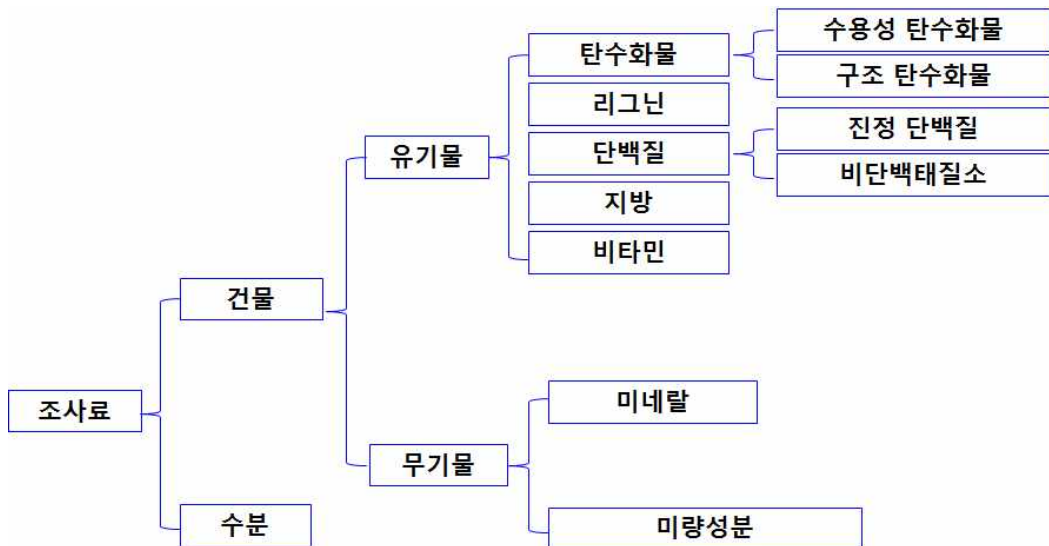 수용성 탄수화물
탄수화물
구조 탄수화물
리그닌
진정 단백질
유기물
단백질
비단백태질소
지방
비타민
건물
미네랄
조사료
무기물
수분
미량성분